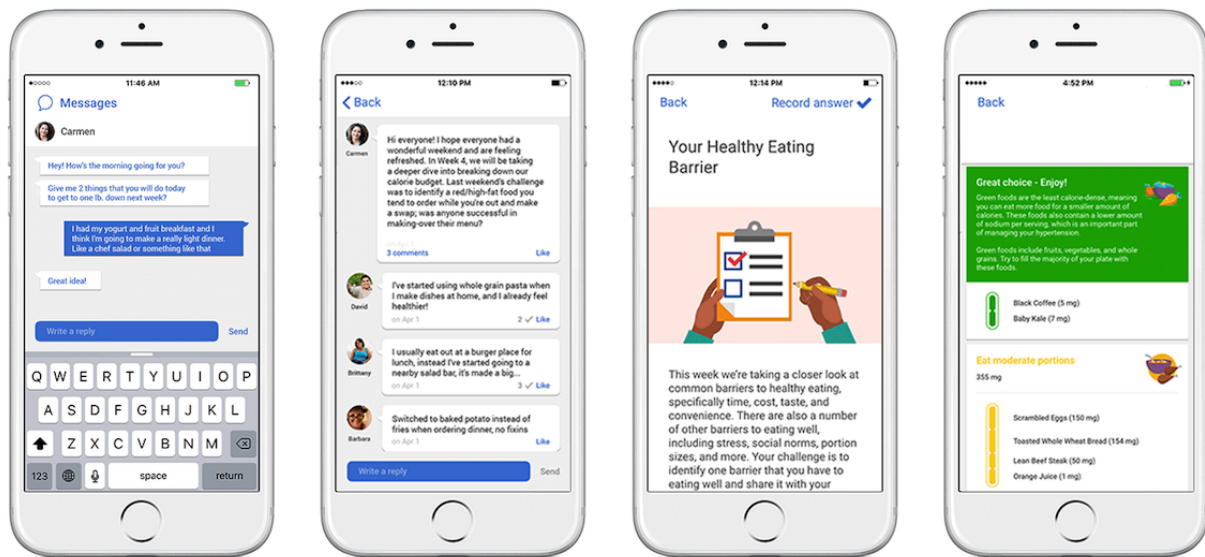 11:46 AM
Messages
Carmen
Hey! How's the morning going for you?
Give me 2 things that you will do today
to get to one lb. down next week?
I had my yogurt and fruit breakfast and I
think I'm going to make a really light dinner.
Like a chef salad or something like that
Great idea!
Write a reply
Send
Q W E R T Y U I O P
A S D F G H J K L
Z X C V B N M
123
space
return
12:10 PM
Back
Carmen
Hi everyone! I hope everyone had a
wonderful weekend and are feeling
refreshed. In Week 4, we will be taking
a deeper dive into breaking down our
calorie budget. Last weekend's challenge
was to identify a red/high-fat food you
tend to order while you're out and make
a swap; was anyone successful in
making-over their menu?
on Apr 1
3 comments
Like
David
I've started using whole grain pasta when
I make dishes at home, and I already feel
healthier!
on Apr 1
2 Like
Brittany
I usually eat out at a burger place for
lunch, instead I've started going to a
nearby salad bar, it's made a big...
on Apr 1
3 Like
Barbara
Switched to baked potato instead of
fries when ordering dinner, no fixins
on Apr 1
Like
Write a reply
Send
12:14 PM
Back
Record answer
Your Healthy Eating
Barrier
This week we're taking a closer look at
common barriers to healthy eating,
specifically time, cost, taste, and
convenience. There are also a number
of other barriers to eating well,
including stress, social norms, portion
sizes, and more. Your challenge is to
identify one barrier that you have to
eating well and share it with your
4:52 PM
Back
Great choice - Enjoy!
Green foods are the least calorie-dense, meaning
you can eat more food for a smaller amount of
calories. These foods also contain a lower amount
of sodium per serving, which is an important part
of managing your hypertension.
Green foods include fruits, vegetables, and whole
grains. Try to fill the majority of your plate with
these foods.
Black Coffee (5 mg)
Baby Kale (7 mg)
Eat moderate portions
355 mg
Scrambled Eggs (150 mg)
Toasted Whole Wheat Bread (154 mg)
Lean Beef Steak (50 mg)
Orange Juice (1 mg)